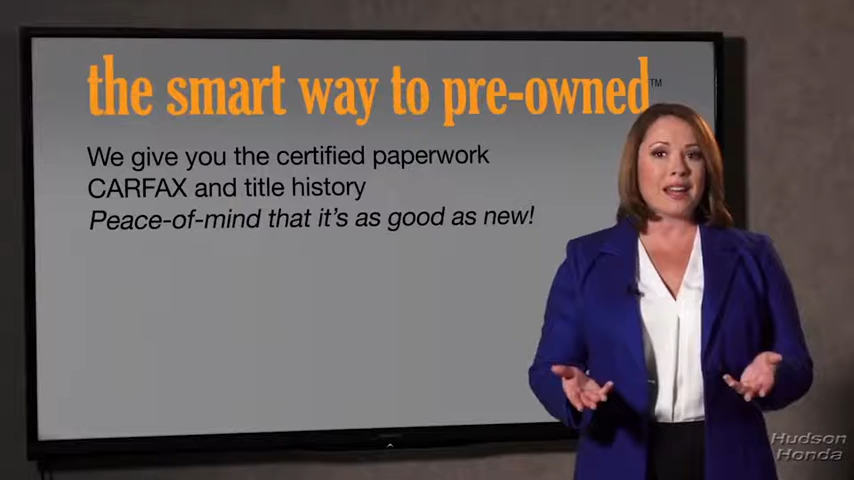 the smart way to pre-owned™
We give you the certified paperwork
CARFAX and title history
Peace-of-mind that it's as good as new!
Hudson
Honda